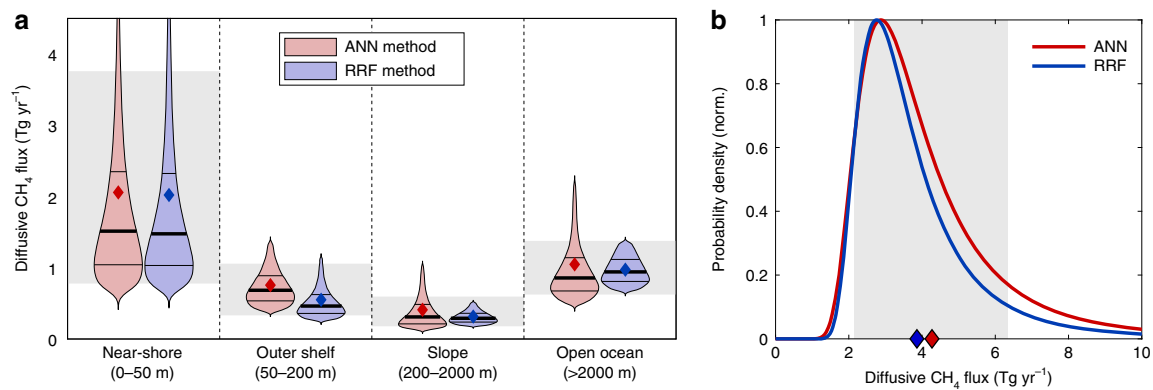 a
Diffusive CH4 flux (Tg yr−1)
4
3
2
1
0
ANN method
RRF method
Near-shore
(0–50 m)
Outer shelf
(50–200 m)
Slope
(200–2000 m)
Open ocean
(>2000 m)
b
Probability density (norm.)
1
0.8
0.6
0.4
0.2
0
ANN
RRF
0 2 4 6 8 10
Diffusive CH4 flux (Tg yr−1)